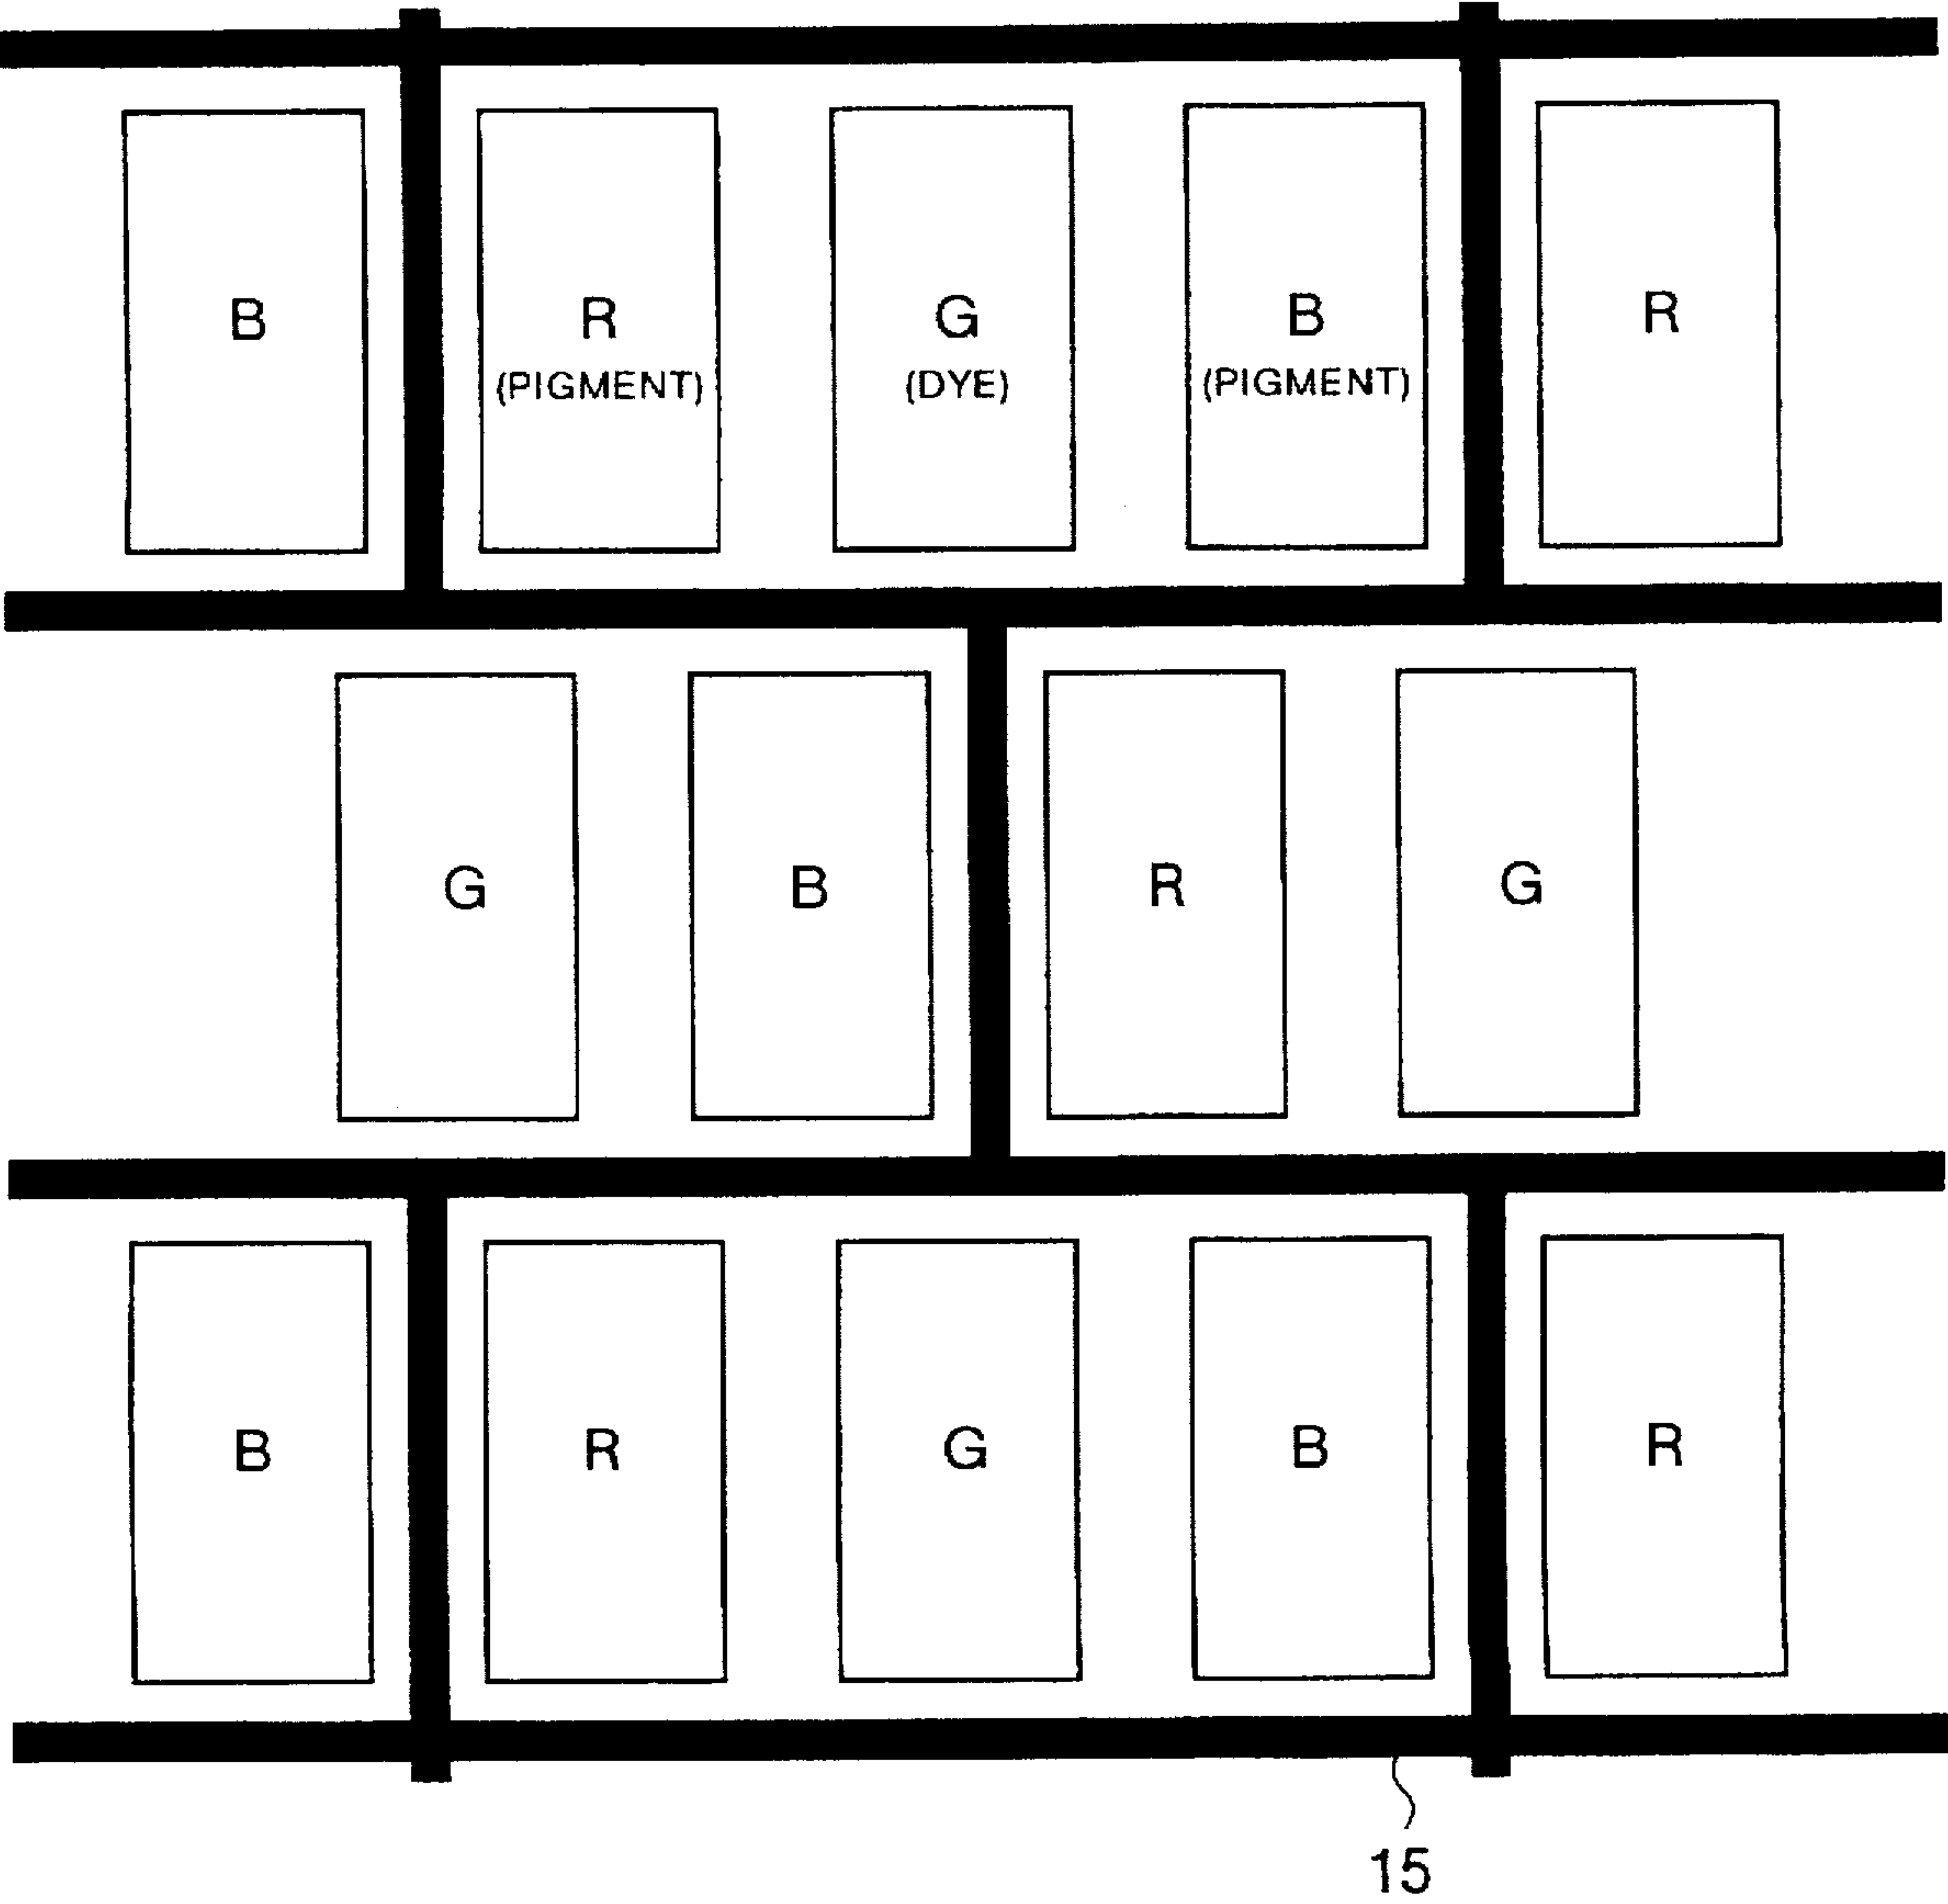 B R G B R
(PIGMENT) (DYE) (PIGMENT)
G B R G
B R G B R
15